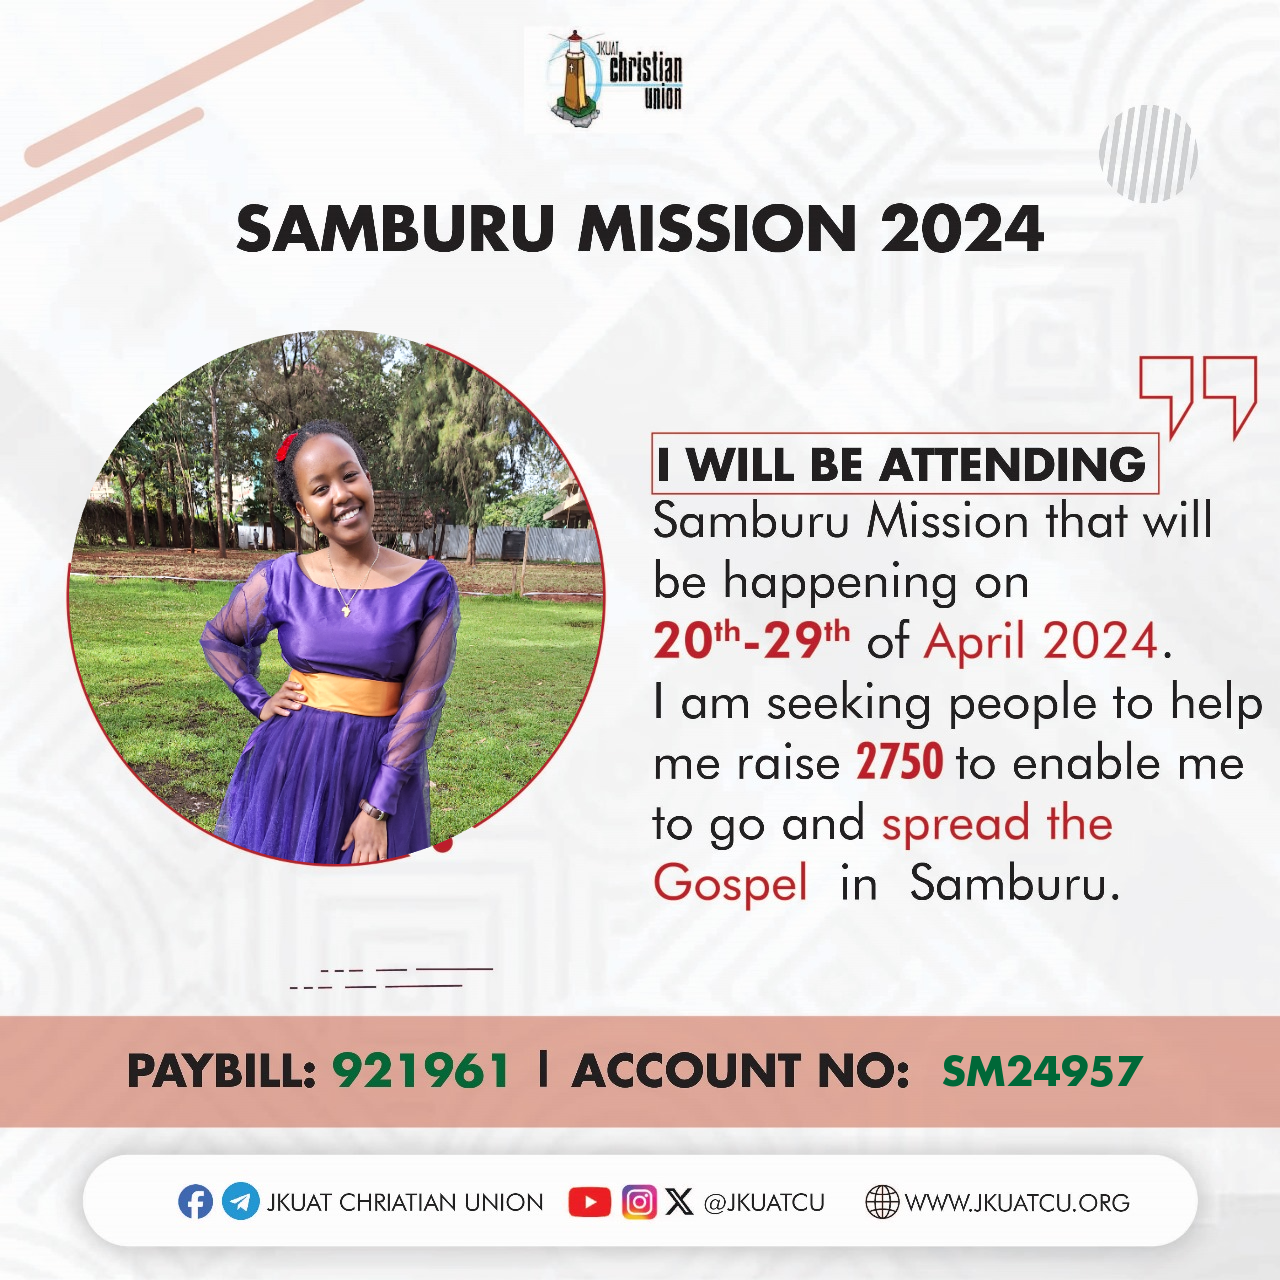 JKUAT
christian
union
SAMBURU MISSION 2024
I WILL BE ATTENDING
Samburu Mission that will
be happening on
20th-29th of April 2024.
I am seeking people to help
me raise 2750 to enable me
to go and spread the
Gospel in Samburu.
PAYBILL: 921961 | ACCOUNT NO: SM24957
JKUAT CHRIATIAN UNION @JKUATCU WWW.JKUATCU.ORG